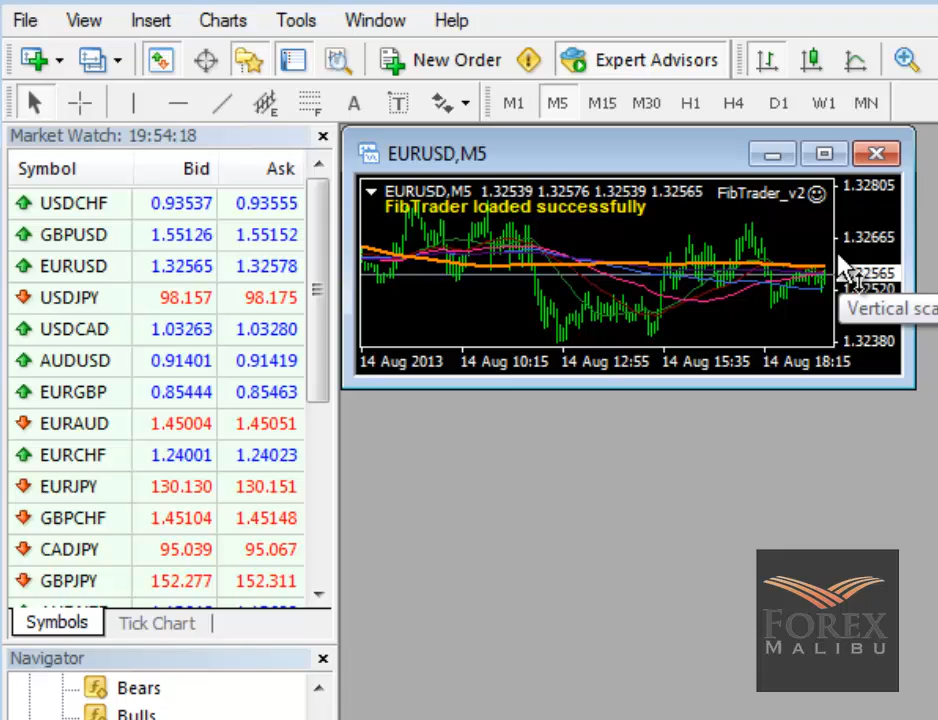 File View Insert Charts Tools Window Help
New Order Expert Advisors
E F A T M1 M5 M15 M30 H1 H4 D1 W1 MN
Market Watch: 19:54:18
Symbol Bid Ask
USDCHF 0.93537 0.93555
GBPUSD 1.55126 1.55152
EURUSD 1.32565 1.32578
USDJPY 98.157 98.175
USDCAD 1.03263 1.03280
AUDUSD 0.91401 0.91419
EURGBP 0.85444 0.85463
EURAUD 1.45004 1.45051
EURCHF 1.24001 1.24023
EURJPY 130.130 130.151
GBPCHF 1.45104 1.45148
CADJPY 95.039 95.067
GBPJPY 152.277 152.311
Symbols Tick Chart
Navigator
Bears
Bulls
EURUSD,M5
EURUSD,M5 1.32539 1.32576 1.32539 1.32565 FibTrader_v2
FibTrader loaded successfully
1.32805
1.32665
32565
1.32380
Vertical sca
14 Aug 2013 14 Aug 10:15 14 Aug 12:55 14 Aug 15:35 14 Aug 18:15
FOREX
MALIBU